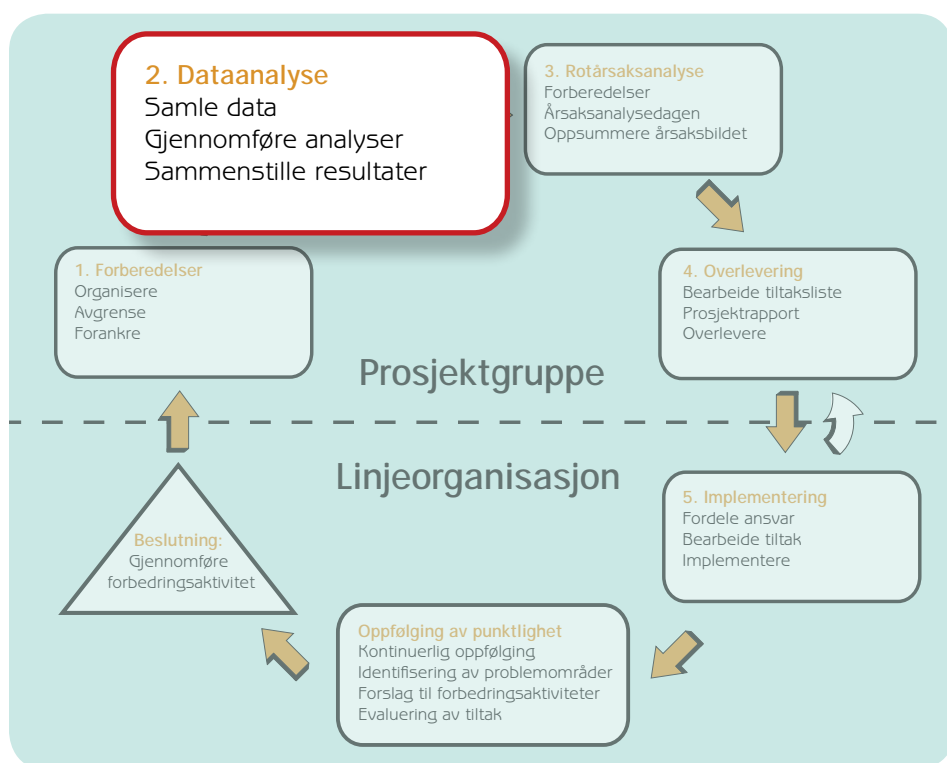 2. Dataanalyse
Samle data
Gjennomføre analyser
Sammenstille resultater
3. Rotårsaksanalyse
Forberedelser
Årsaksanalysedagen
Oppsummere årsaksbildet
1. Forberedelser
Organisere
Avgrense
Forankre
4. Overlevering
Bearbeide tiltaksliste
Prosjektrapport
Overlevere
Prosjektgruppe
Linjeorganisasjon
Beslutning:
Gjennomføre
forbedringsaktivitet
5. Implementering
Fordele ansvar
Bearbeide tiltak
Implementere
Oppfølging av punktlighet
Kontinuerlig oppfølging
Identifisering av problemområder
Forslag til forbedringsaktiviteter
Evaluering av tiltak